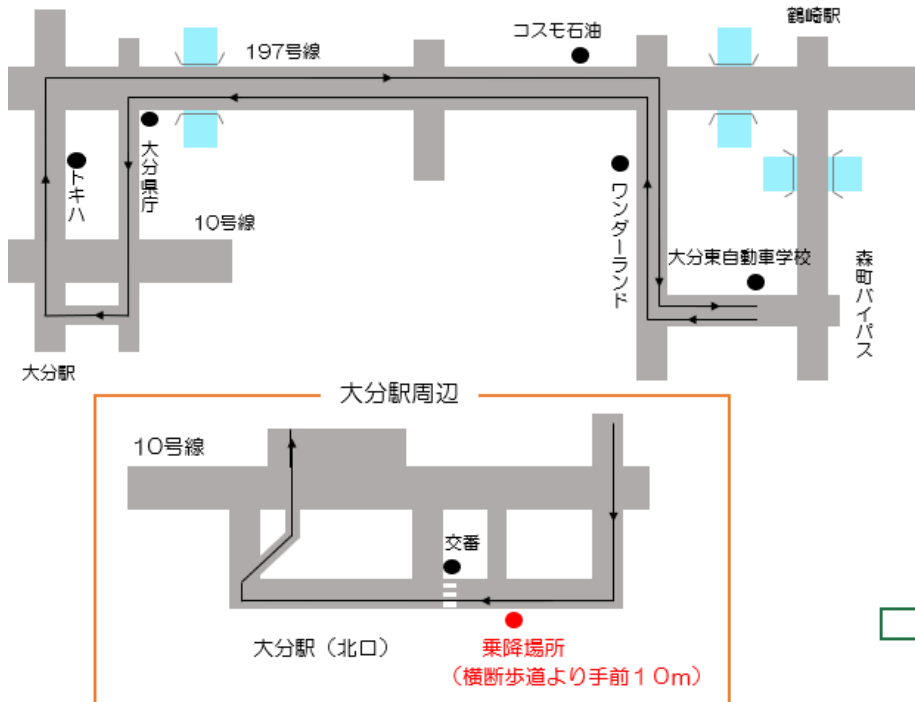 鶴崎駅
コスモ石油
197号線
大分県庁
トキハ
ワンダーランド
10号線
大分東自動車学校
森町バイパス
大分駅
大分駅周辺
10号線
交番
大分駅（北口）
乗降場所
（横断歩道より手前１０ｍ）